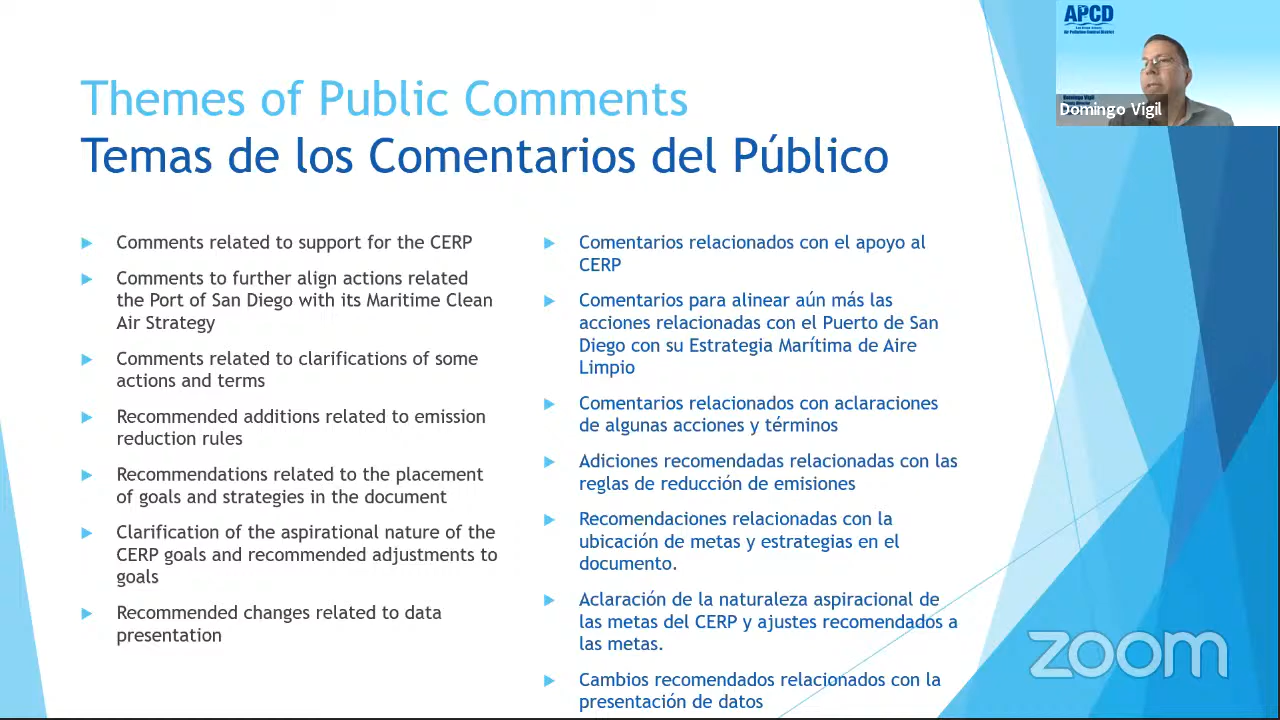 Themes of Public Comments
Temas de los Comentarios del Público
Comments related to support for the CERP
Comments to further align actions related
the Port of San Diego with its Maritime Clean
Air Strategy
Comments related to clarifications of some
actions and terms
Recommended additions related to emission
reduction rules
Recommendations related to the placement
of goals and strategies in the document
Clarification of the aspirational nature of the
CERP goals and recommended adjustments to
goals
Recommended changes related to data
presentation
Comentarios relacionados con el apoyo al
CERP
Comentarios para alinear aún más las
acciones relacionadas con el Puerto de San
Diego con su Estrategia Marítima de Aire
Limpio
Comentarios relacionados con aclaraciones
de algunas acciones y términos
Adiciones recomendadas relacionadas con las
reglas de reducción de emisiones
Recomendaciones relacionadas con la
ubicación de metas y estrategias en el
documento.
Aclaración de la naturaleza aspiracional de
las metas del CERP y ajustes recomendados a
las metas.
Cambios recomendados relacionados con la
presentación de datos
APCD
Air Pollution Control District
Domingo Vigil
Domingo Vigil
zoom